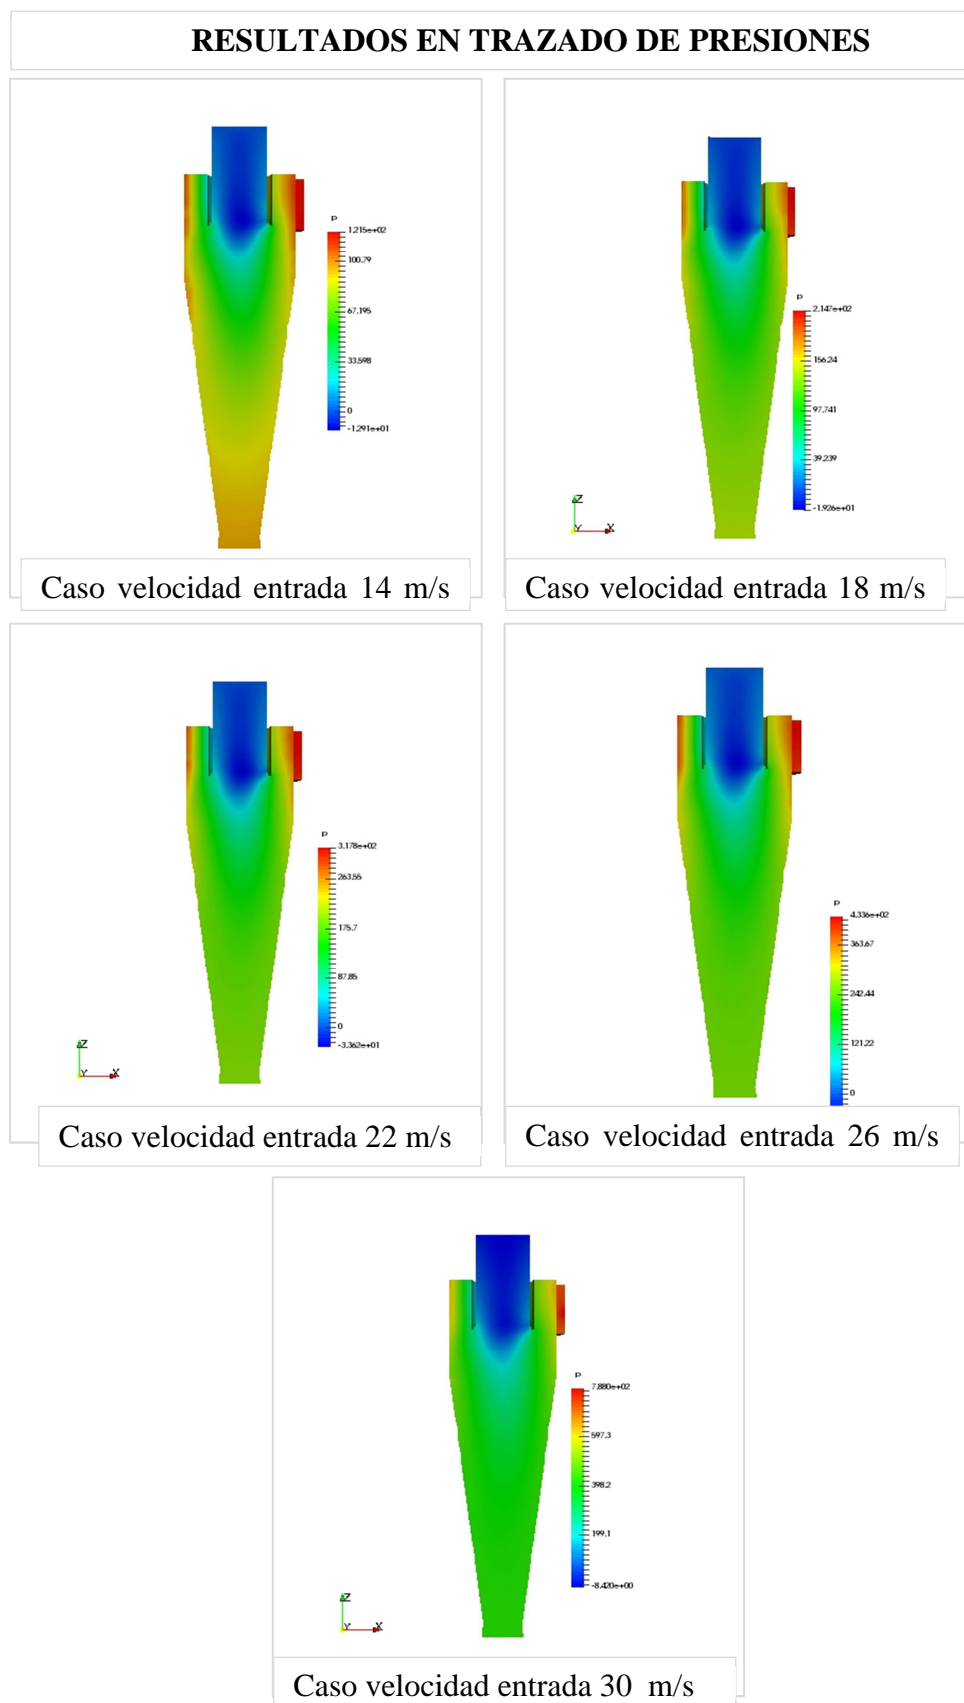 RESULTADOS EN TRAZADO DE PRESIONES
P
1.215e+02
100.79
67.195
33.598
0
-1.291e+01
Caso velocidad entrada 14 m/s
P
2.147e+02
156.24
97.741
39.239
-1.926e+01
Z
Y
X
Caso velocidad entrada 18 m/s
P
3.178e+02
263.55
175.7
87.85
0
-3.362e+01
Z
Y
X
Caso velocidad entrada 22 m/s
P
4.336e+02
363.67
242.44
121.22
0
Caso velocidad entrada 26 m/s
P
7.880e+02
597.3
398.2
199.1
-8.420e+00
Z
Y
X
Caso velocidad entrada 30 m/s